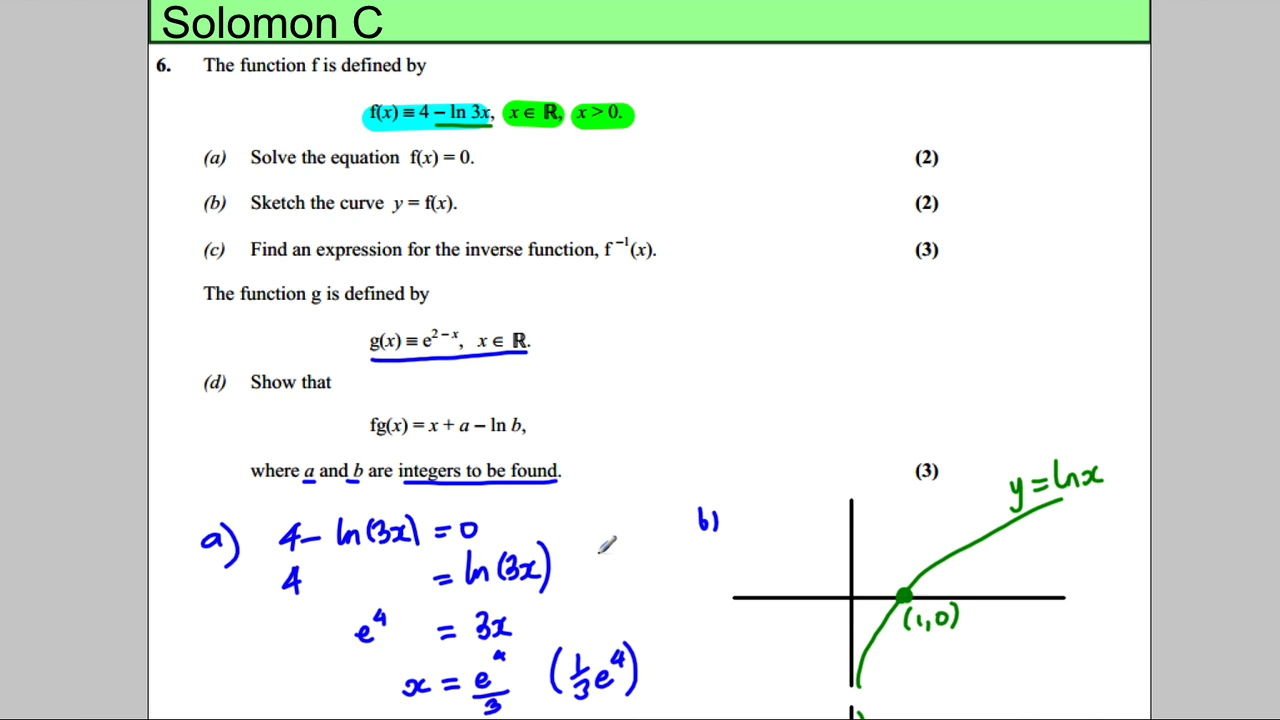 Solomon C
6. The function f is defined by
f(x) ≡ 4 – ln 3x, x ∈ ℝ, x > 0.
(a) Solve the equation f(x) = 0. (2)
(b) Sketch the curve y = f(x). (2)
(c) Find an expression for the inverse function, f⁻¹(x). (3)
The function g is defined by
g(x) ≡ e²⁻ˣ, x ∈ ℝ.
(d) Show that
fg(x) = x + a – ln b,
where a and b are integers to be found. (3)
a) 4 – ln(3x) = 0
4 = ln(3x)
e⁴ = 3x
x = e⁴/3 (1/3 e⁴)
b)
y = ln x
(1,0)